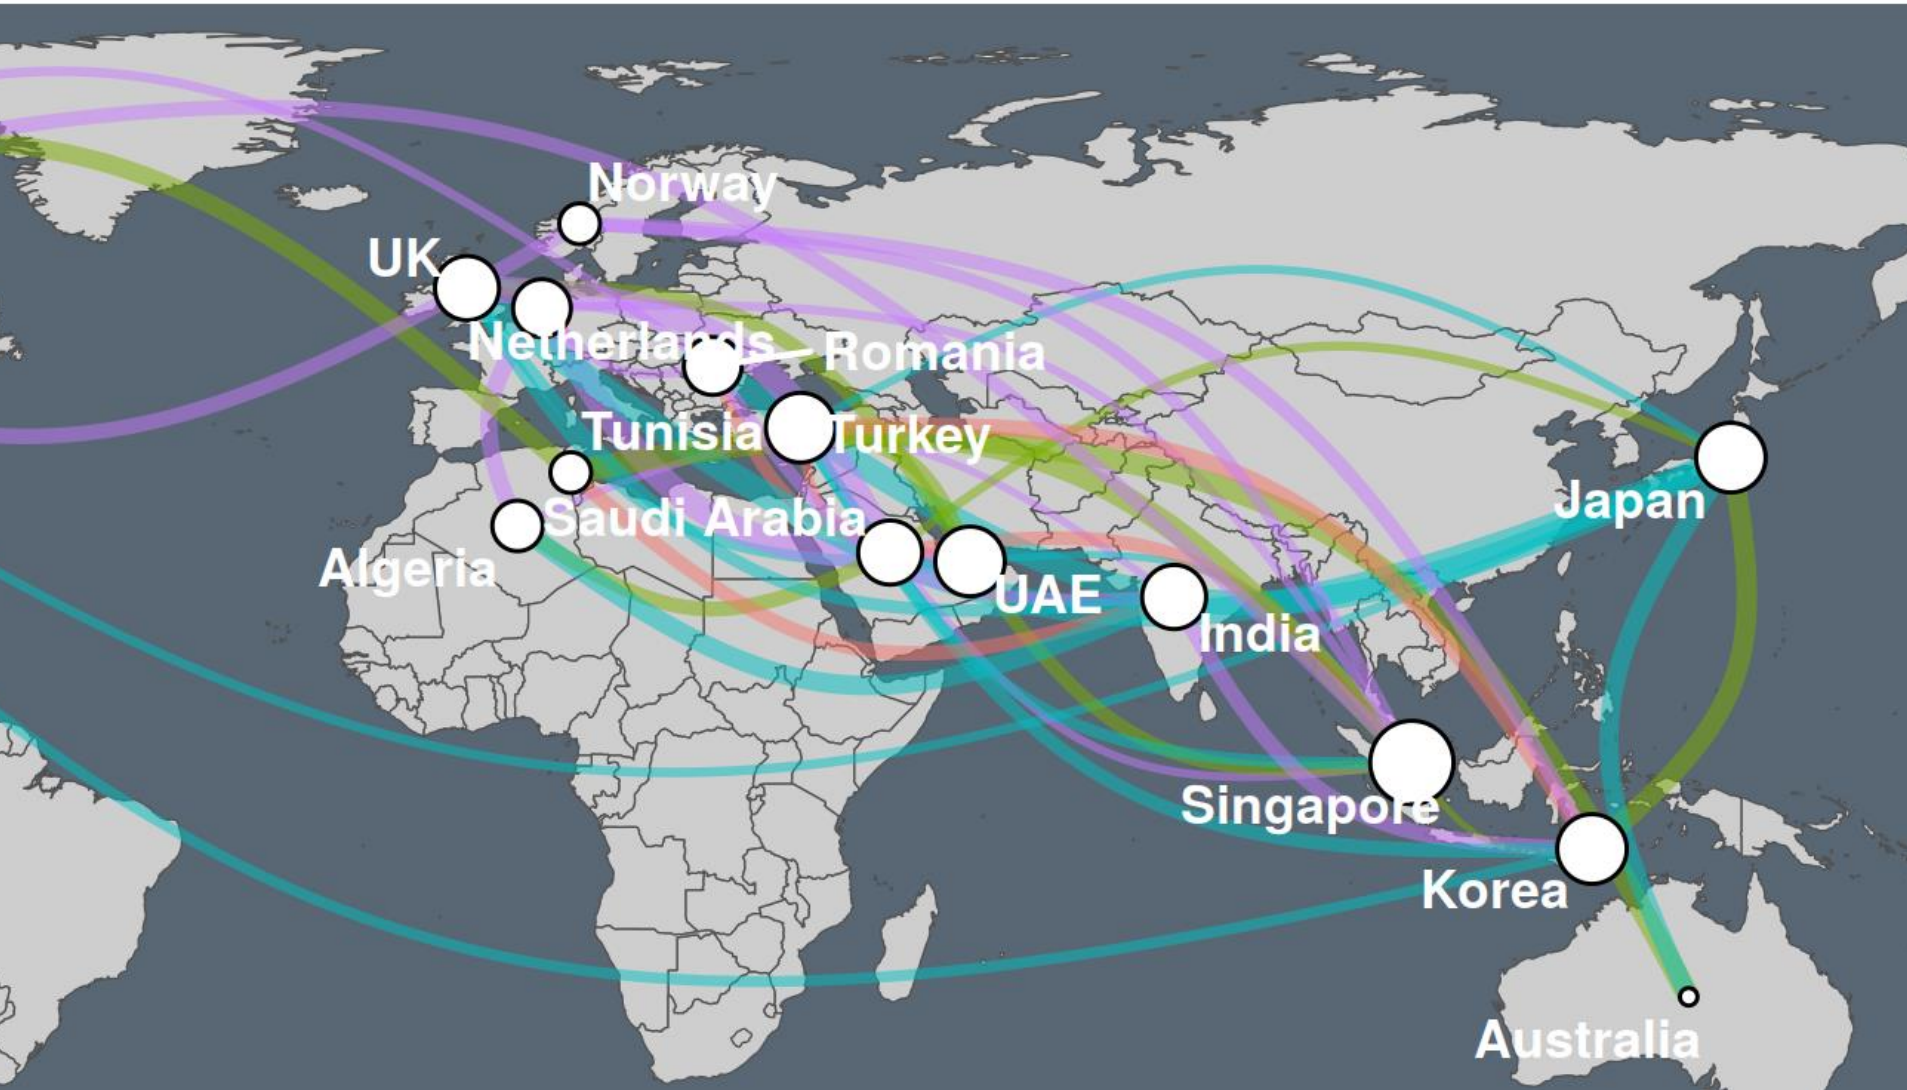 Norway
UK
Netherlands
Romania
Tunisia
Turkey
Saudi Arabia
Japan
Algeria
UAE
India
Singapore
Korea
Australia